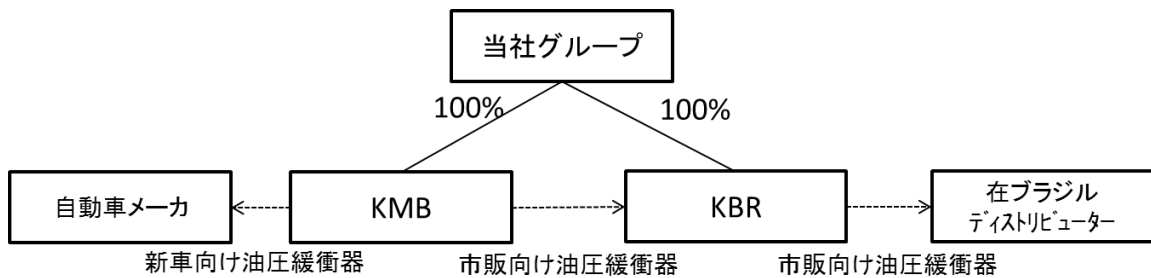 当社グループ
100%
100%
自動車メーカ
KMB
KBR
在ブラジル
ディストリビューター
新車向け油圧緩衝器
市販向け油圧緩衝器
市販向け油圧緩衝器